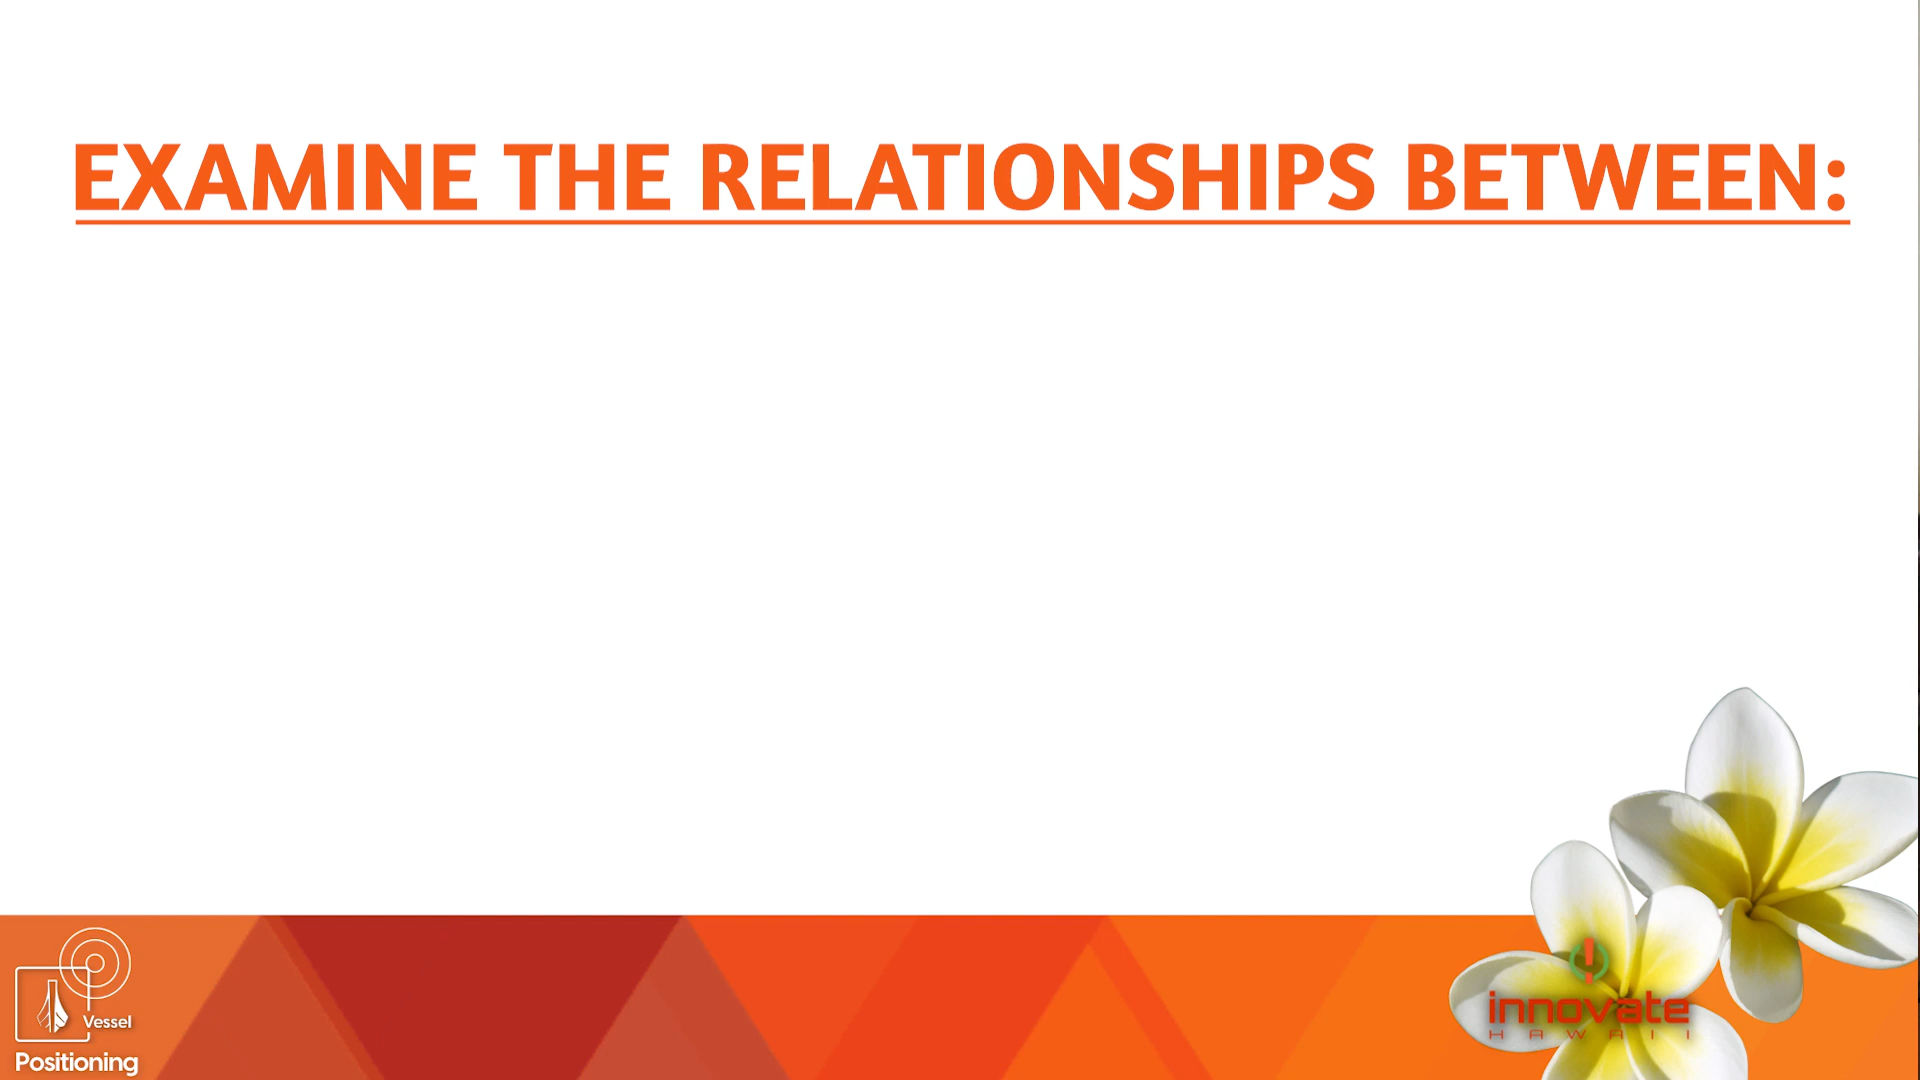 EXAMINE THE RELATIONSHIPS BETWEEN:
Vessel
Positioning
innovate
HAWAII